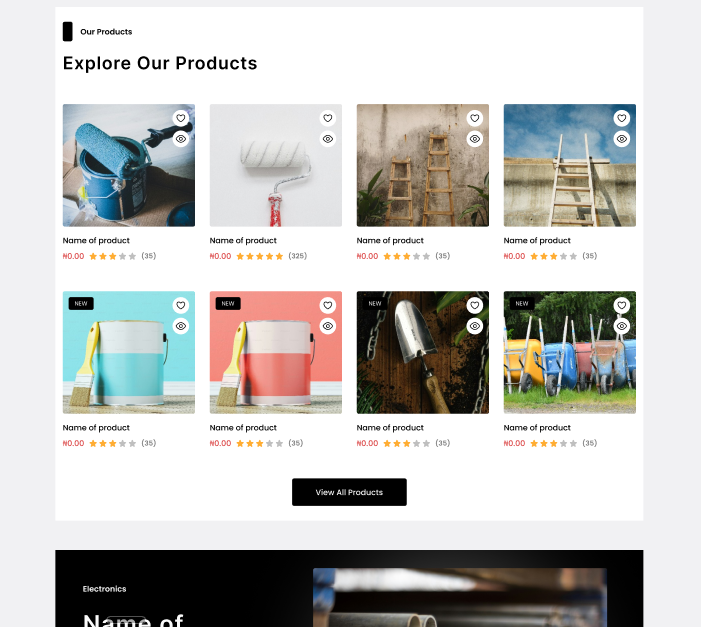 Our Products
Explore Our Products
Name of product
₦0.00 (35)
Name of product
₦0.00 (325)
Name of product
₦0.00 (35)
Name of product
₦0.00 (35)
NEW
Name of product
₦0.00 (35)
NEW
Name of product
₦0.00 (35)
NEW
Name of product
₦0.00 (35)
NEW
Name of product
₦0.00 (35)
View All Products
Electronics
Name of